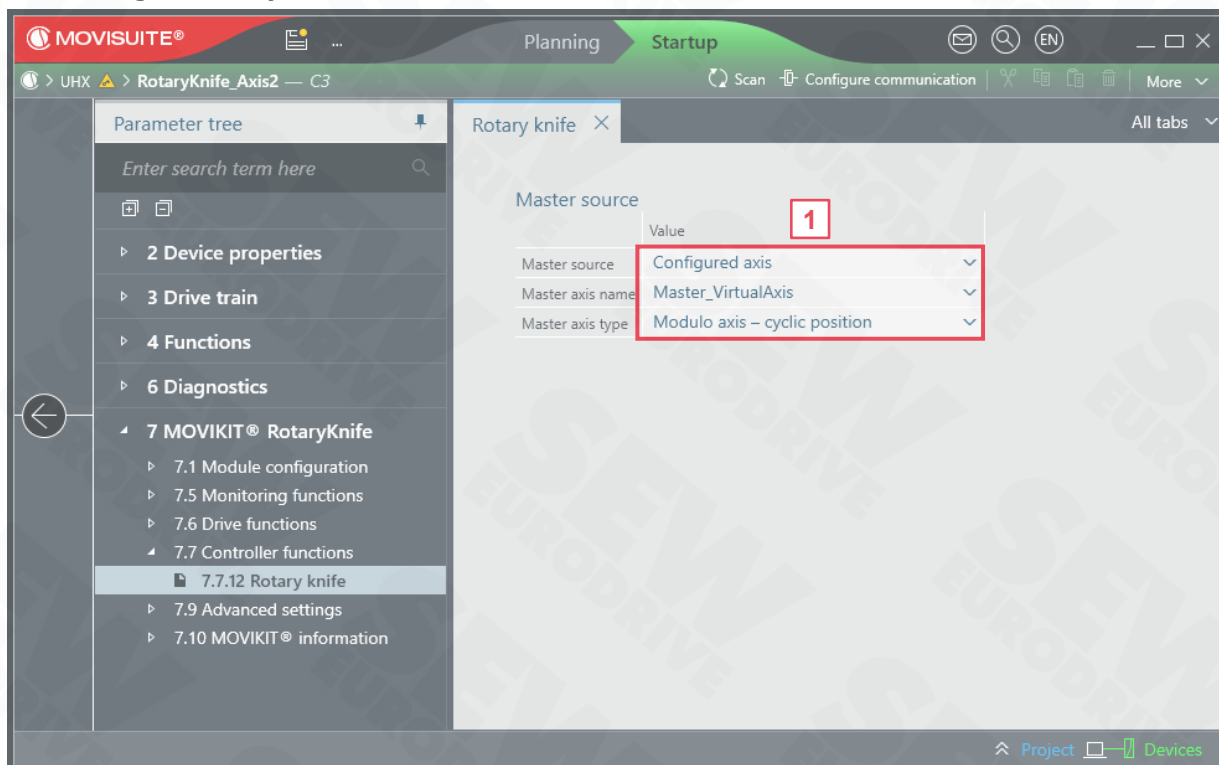 MOVISUITE® ... Planning Startup EN
> UHX > RotaryKnife_Axis2 — C3 Scan Configure communication More
Parameter tree
Rotary knife
All tabs
Enter search term here
2 Device properties
3 Drive train
4 Functions
6 Diagnostics
7 MOVIKIT® RotaryKnife
7.1 Module configuration
7.5 Monitoring functions
7.6 Drive functions
7.7 Controller functions
7.7.12 Rotary knife
7.9 Advanced settings
7.10 MOVIKIT® information
Master source
Value
1
Master source Configured axis
Master axis name Master_VirtualAxis
Master axis type Modulo axis – cyclic position
SEW
EURODRIVE
Project Devices